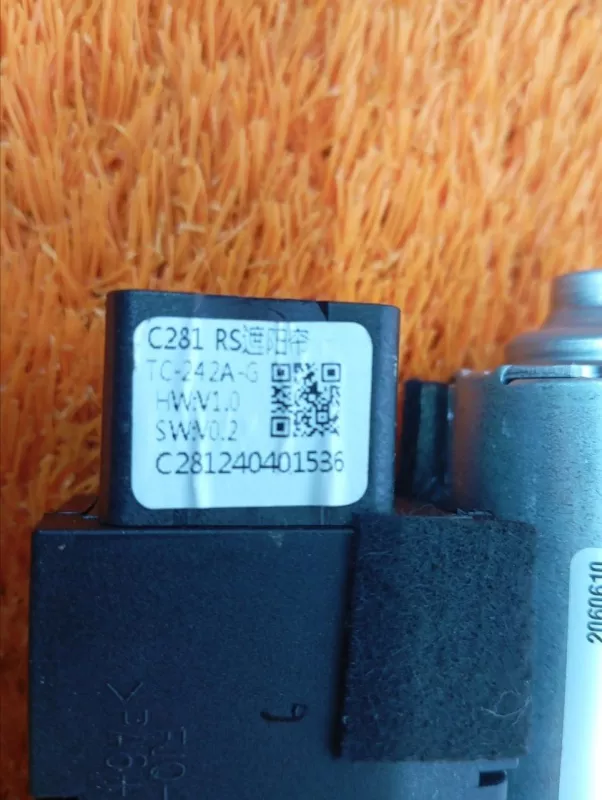 C281 RS遮阳帘
TC-242A-G
HW:V1.0
SW:V0.2
C281240401536
2060610